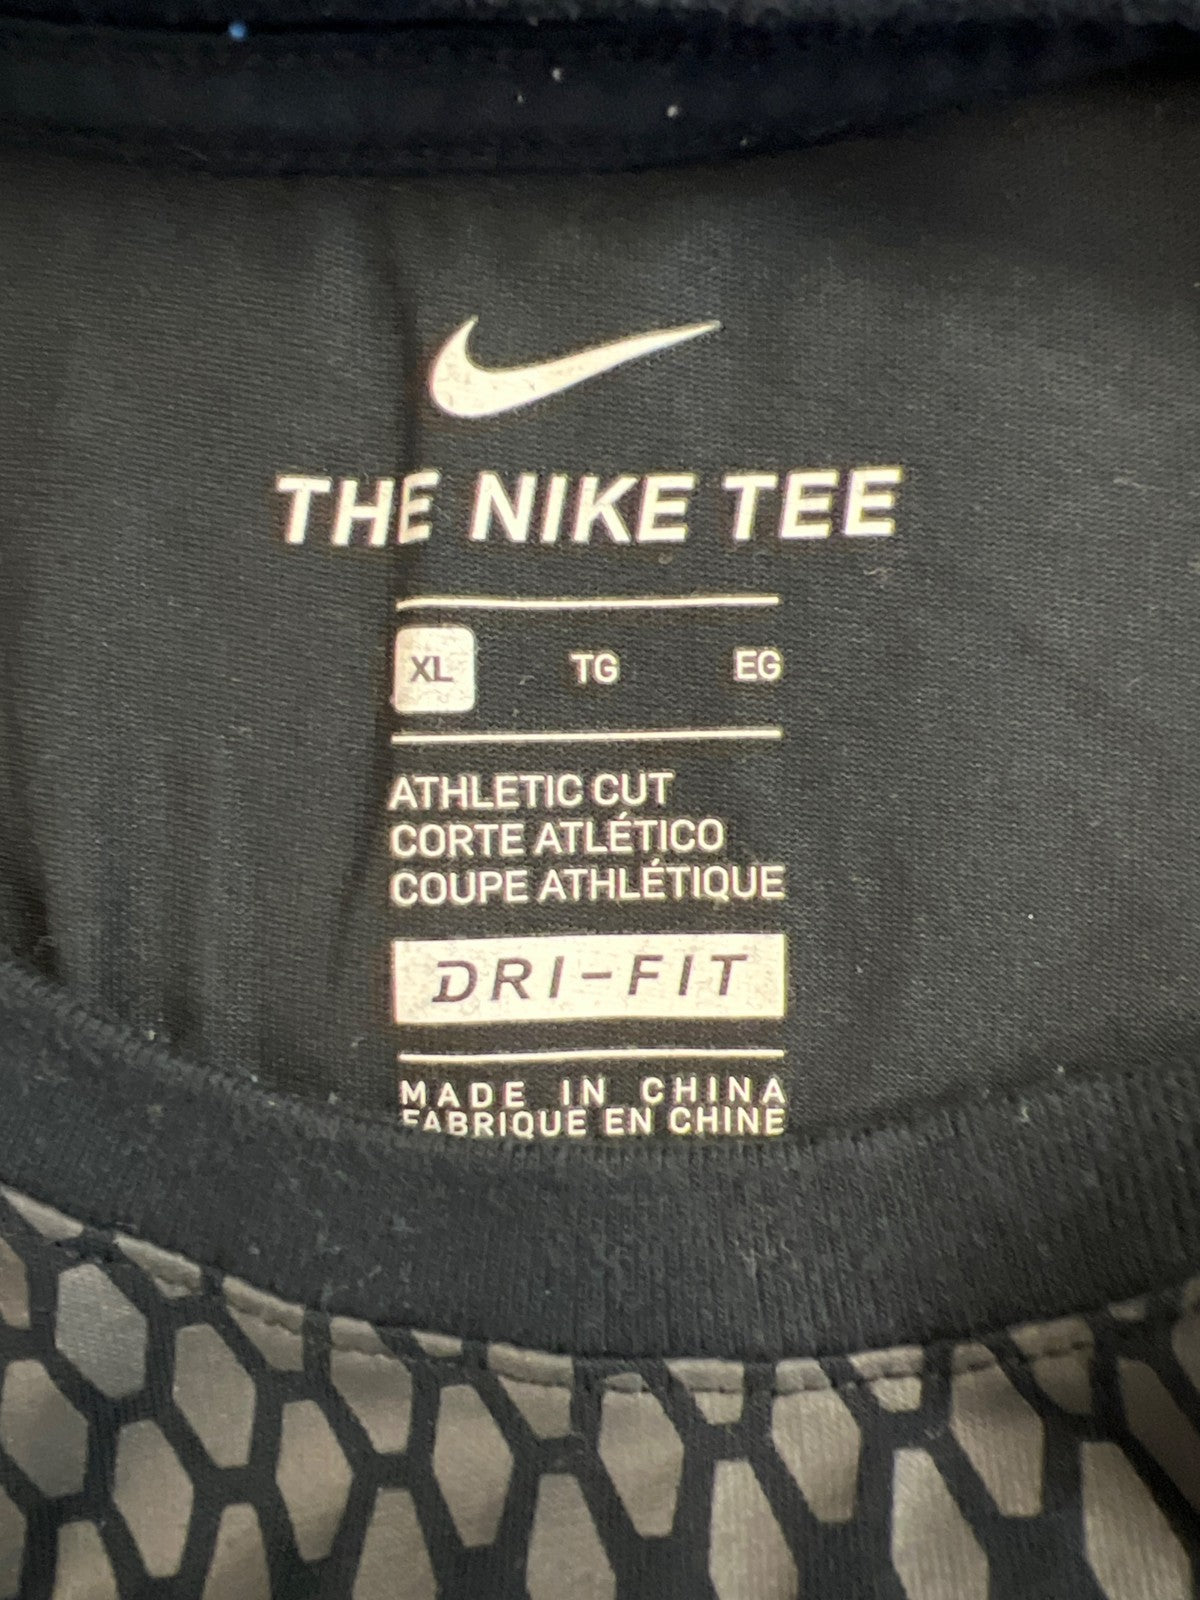 THE NIKE TEE
XL TG EG
ATHLETIC CUT
CORTE ATLÉTICO
COUPE ATHLÉTIQUE
DRI-FIT
MADE IN CHINA
FABRIQUE EN CHINE